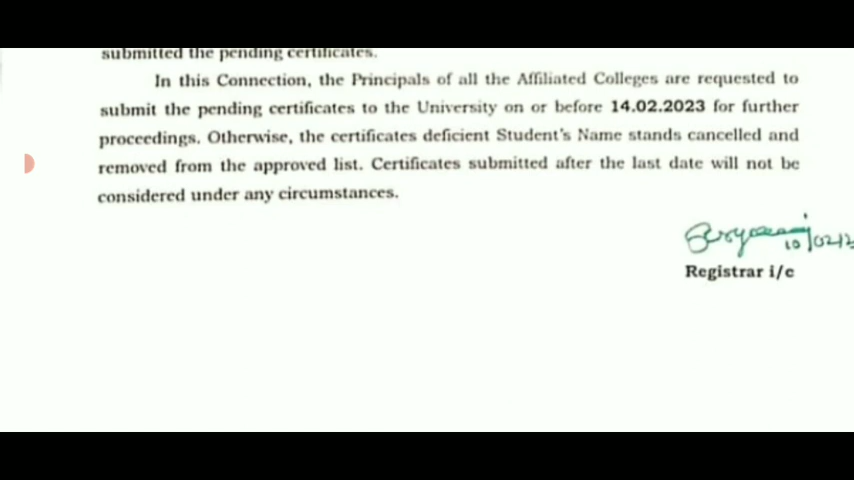 submitted the pending certificates.
In this Connection, the Principals of all the Affiliated Colleges are requested to
submit the pending certificates to the University on or before 14.02.2023 for further
proceedings. Otherwise, the certificates deficient Student's Name stands cancelled and
removed from the approved list. Certificates submitted after the last date will not be
considered under any circumstances.
10/02/2
Registrar i/c